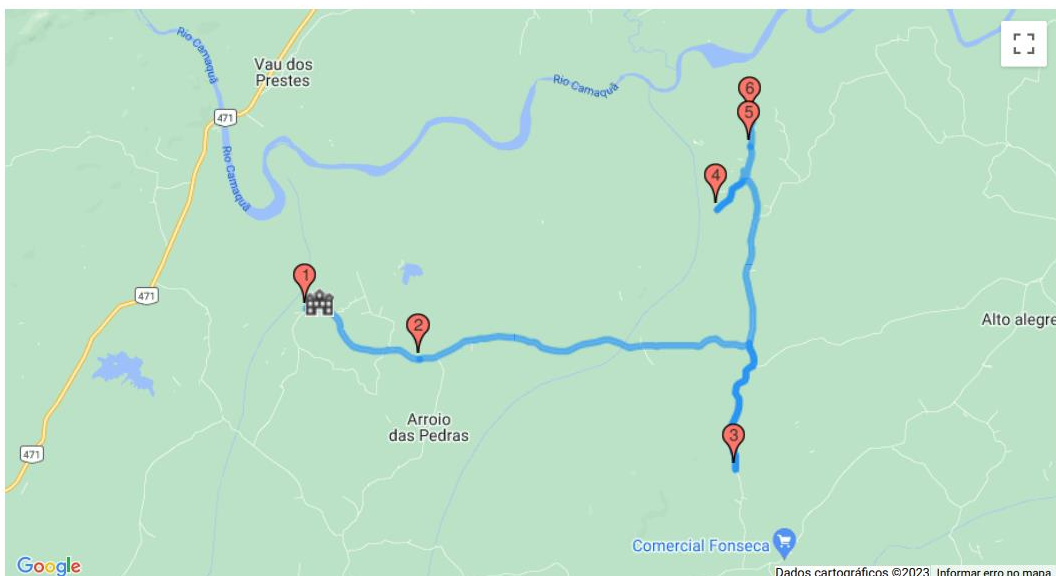 Rio Camaquã
Vau dos
Prestes
471
Rio Camaquã
Rio Camaquã
6
5
4
1
471
2
Alto alegre
Arroio
das Pedras
3
471
Comercial Fonseca
Google
Dados cartográficos ©2023
Informar erro no mapa